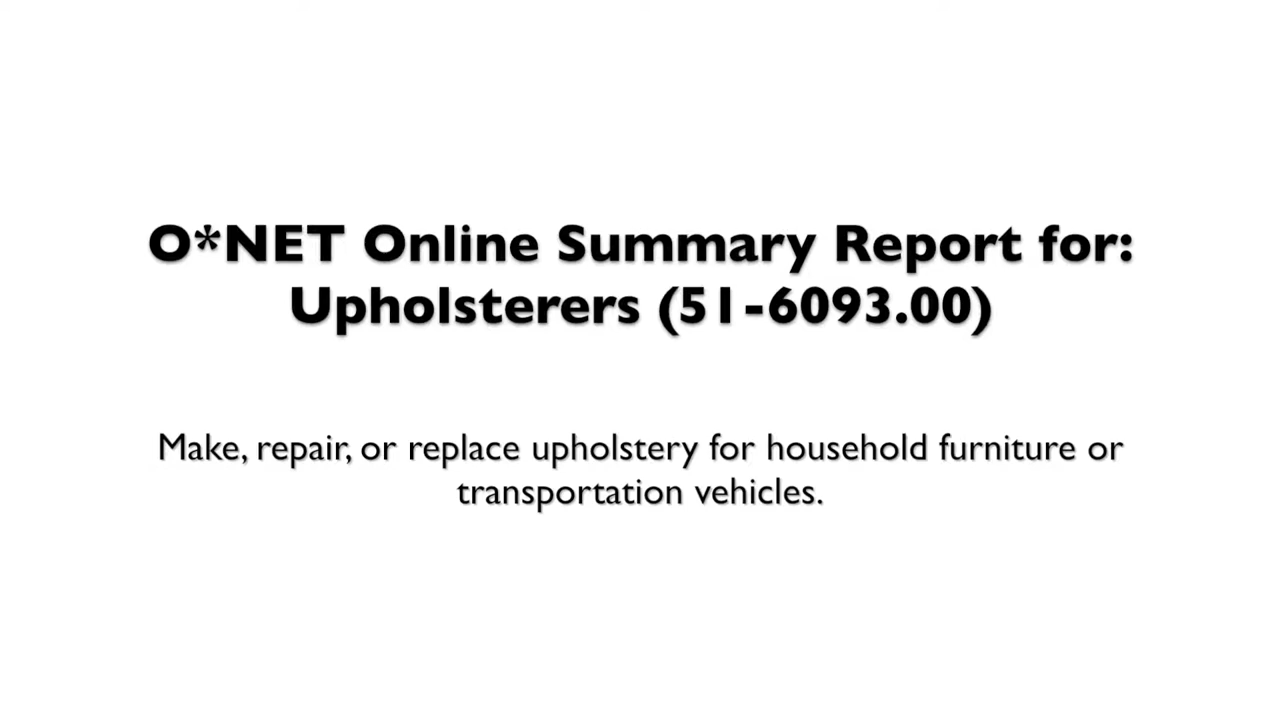 O*NET Online Summary Report for:
Upholsterers (51-6093.00)
Make, repair, or replace upholstery for household furniture or
transportation vehicles.